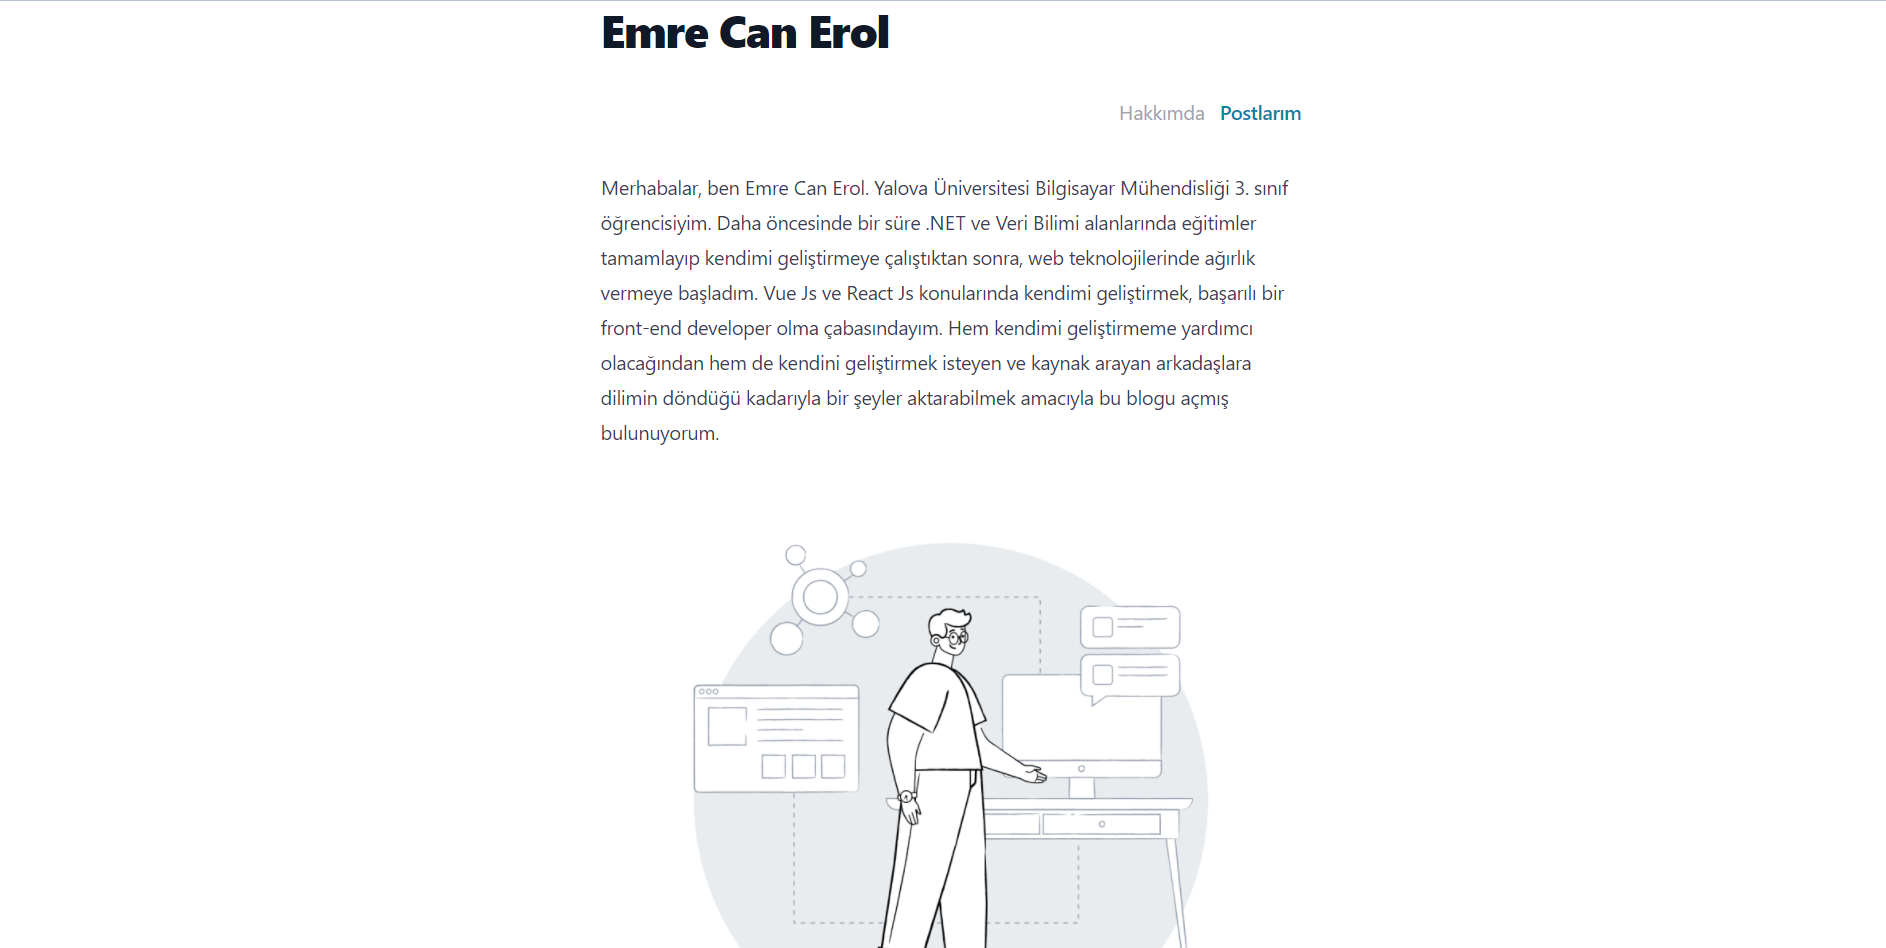 Emre Can Erol
Hakkımda Postlarım
Merhabalar, ben Emre Can Erol. Yalova Üniversitesi Bilgisayar Mühendisliği 3. sınıf
öğrencisiyim. Daha öncesinde bir süre .NET ve Veri Bilimi alanlarında eğitimler
tamamlayıp kendimi geliştirmeye çalıştıktan sonra, web teknolojilerinde ağırlık
vermeye başladım. Vue Js ve React Js konularında kendimi geliştirmek, başarılı bir
front-end developer olma çabasındayım. Hem kendimi geliştirmeme yardımcı
olacağından hem de kendini geliştirmek isteyen ve kaynak arayan arkadaşlara
dilimin döndüğü kadarıyla bir şeyler aktarabilmek amacıyla bu blogu açmış
bulunuyorum.